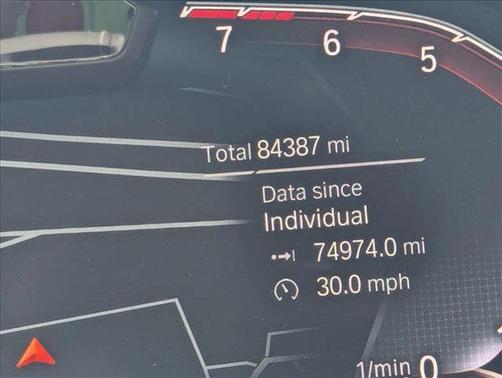 7 6 5
Total 84387 mi
Data since
Individual
74974.0 mi
30.0 mph
1/min 0